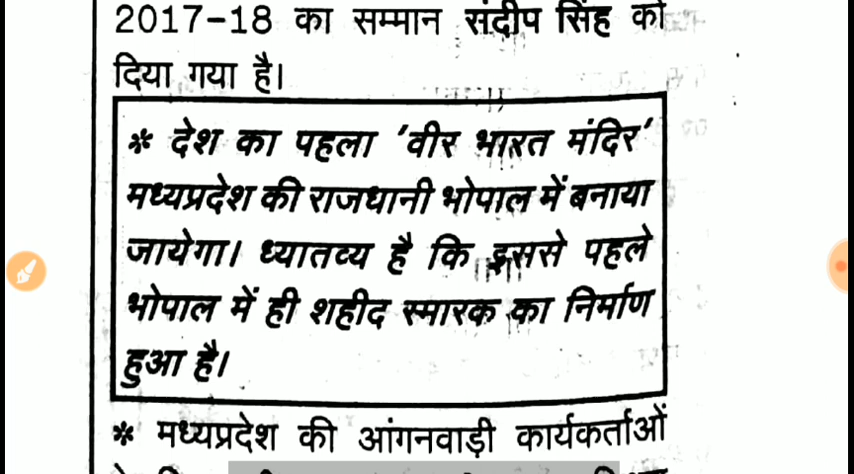 2017-18 का सम्मान संदीप सिंह को
दिया गया है।
* देश का पहला 'वीर भारत मंदिर'
मध्यप्रदेश की राजधानी भोपाल में बनाया
जायेगा। ध्यातव्य है कि इससे पहले
भोपाल में ही शहीद स्मारक का निर्माण
हुआ है।
* मध्यप्रदेश की आंगनवाड़ी कार्यकर्ताओं